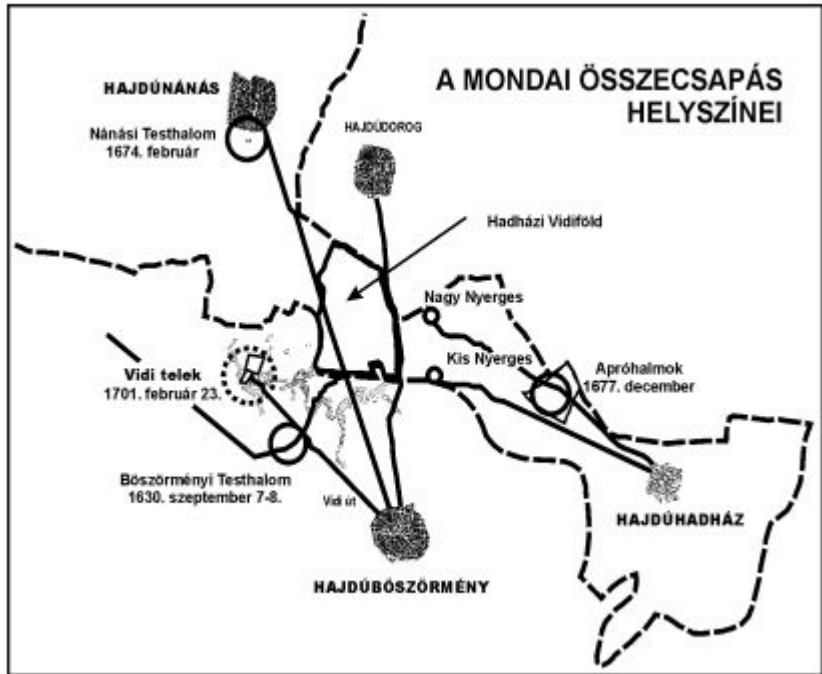 A MONDAI ÖSSZECSAPÁS
HELYSZÍNEI
HAJDÚNÁNÁS
Nánási Testhalom
1674. február
HAJDÚDOROG
Hadházi Vidiföld
Nagy Nyerges
Kis Nyerges
Apróhalmok
1677. december
Vidi telek
1701. február 23.
Böszörményi Testhalom
1630. szeptember 7-8.
Vidi út
HAJDÚHADHÁZ
HAJDÚBÖSZÖRMÉNY